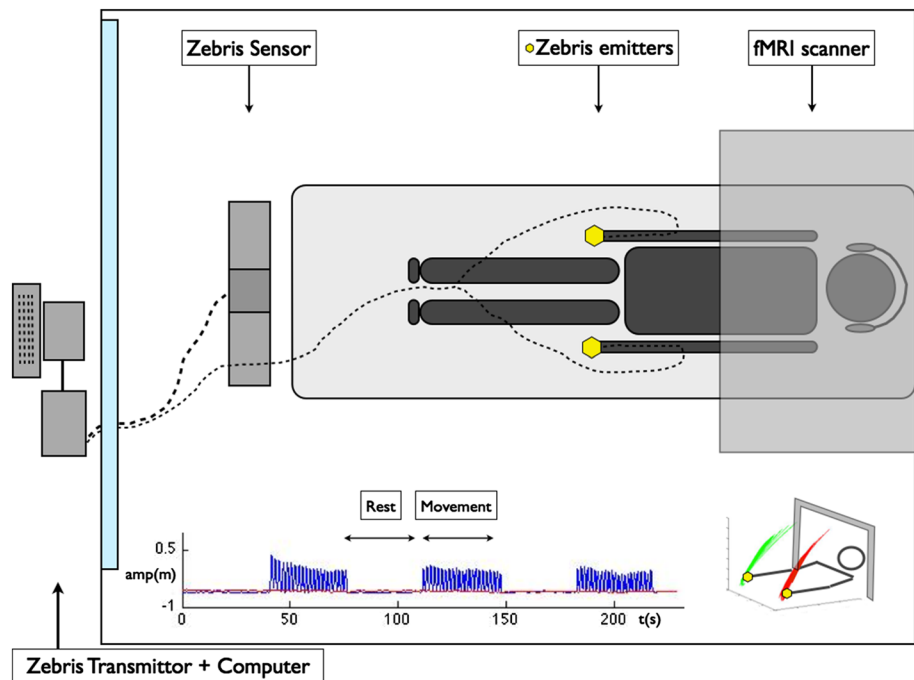 Zebris Sensor
Zebris emitters
fMRI scanner
Rest
Movement
0.5
amp(m)
-1
0
50
100
150
200
t(s)
Zebris Transmittor + Computer